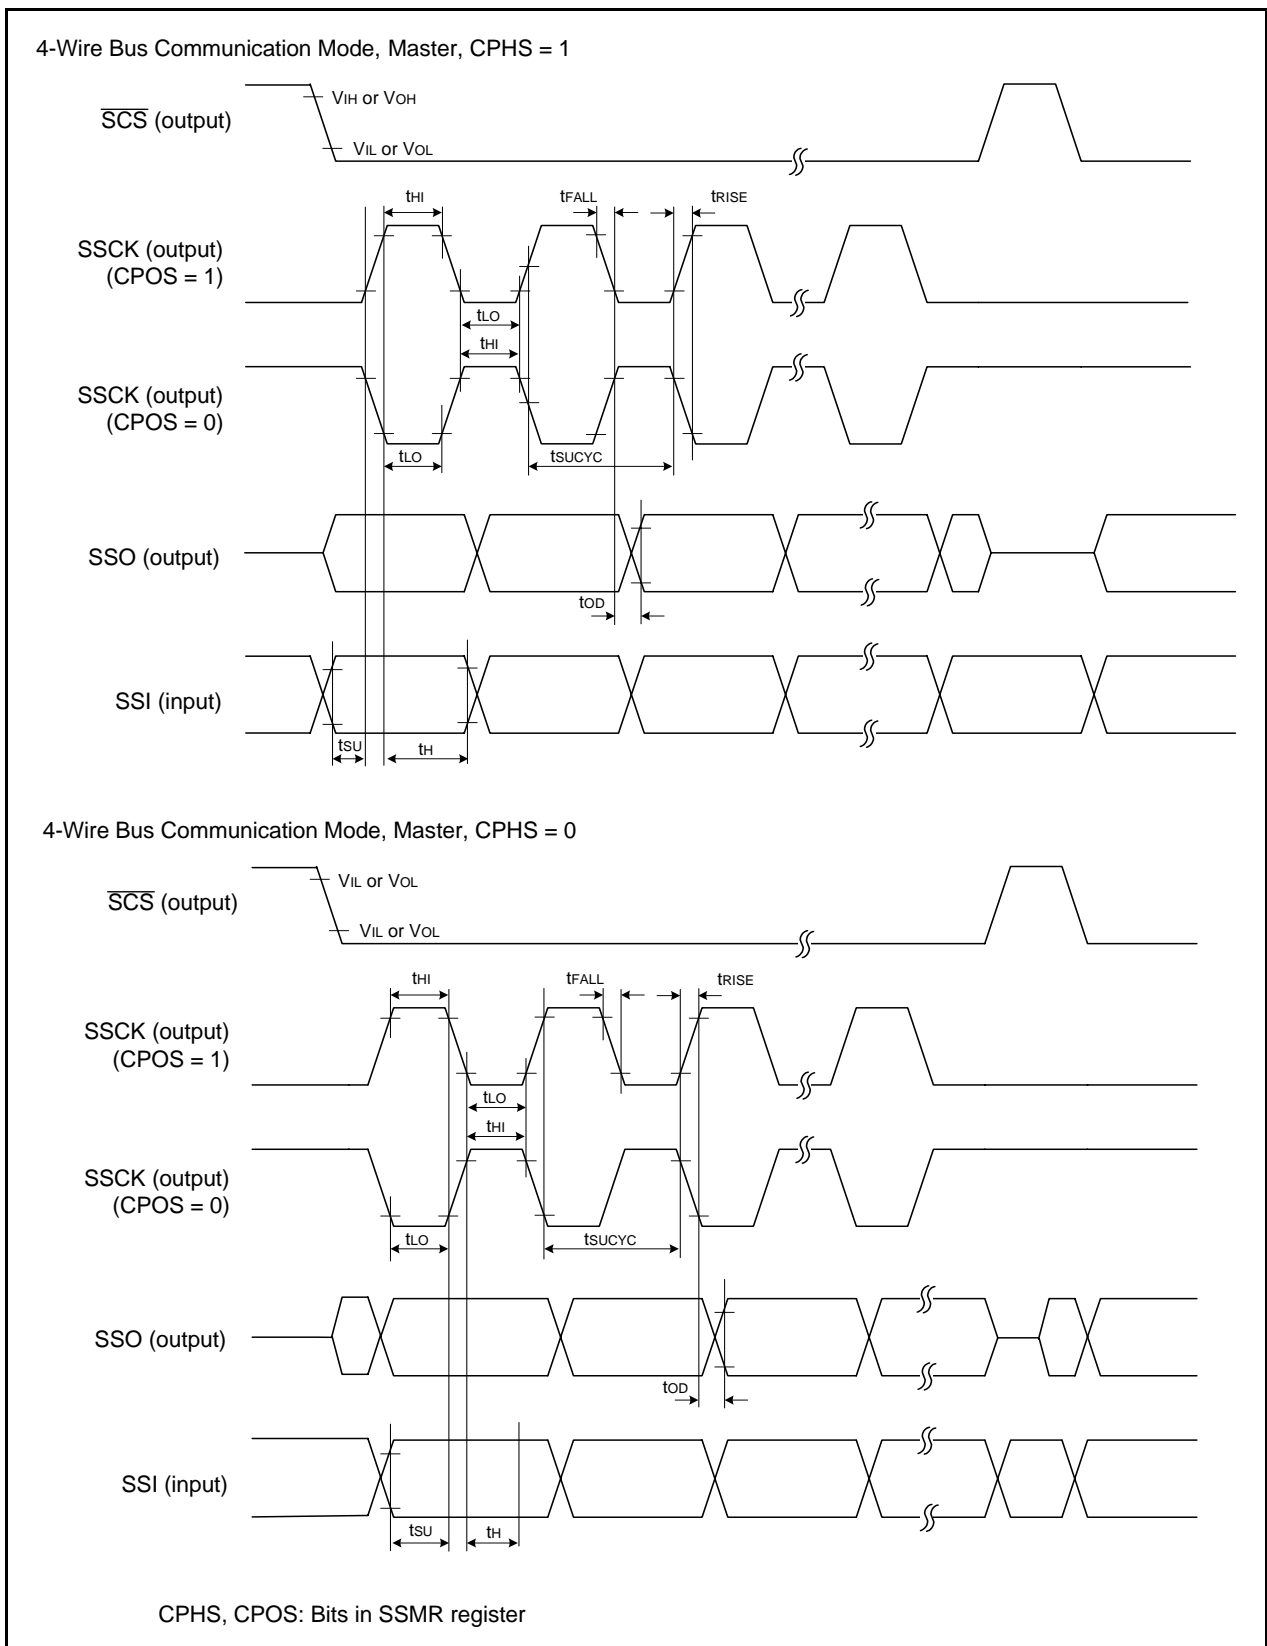 4-Wire Bus Communication Mode, Master, CPHS = 1
VIH or VOH
SCS (output)
VIL or VOL
tHI
tFALL
tRISE
SSCK (output)
(CPOS = 1)
tLO
tHI
SSCK (output)
(CPOS = 0)
tLO
tSUCYC
SSO (output)
tOD
SSI (input)
tSU
tH
4-Wire Bus Communication Mode, Master, CPHS = 0
VIL or VOL
SCS (output)
VIL or VOL
tHI
tFALL
tRISE
SSCK (output)
(CPOS = 1)
tLO
tHI
SSCK (output)
(CPOS = 0)
tLO
tSUCYC
SSO (output)
tOD
SSI (input)
tSU
tH
CPHS, CPOS: Bits in SSMR register